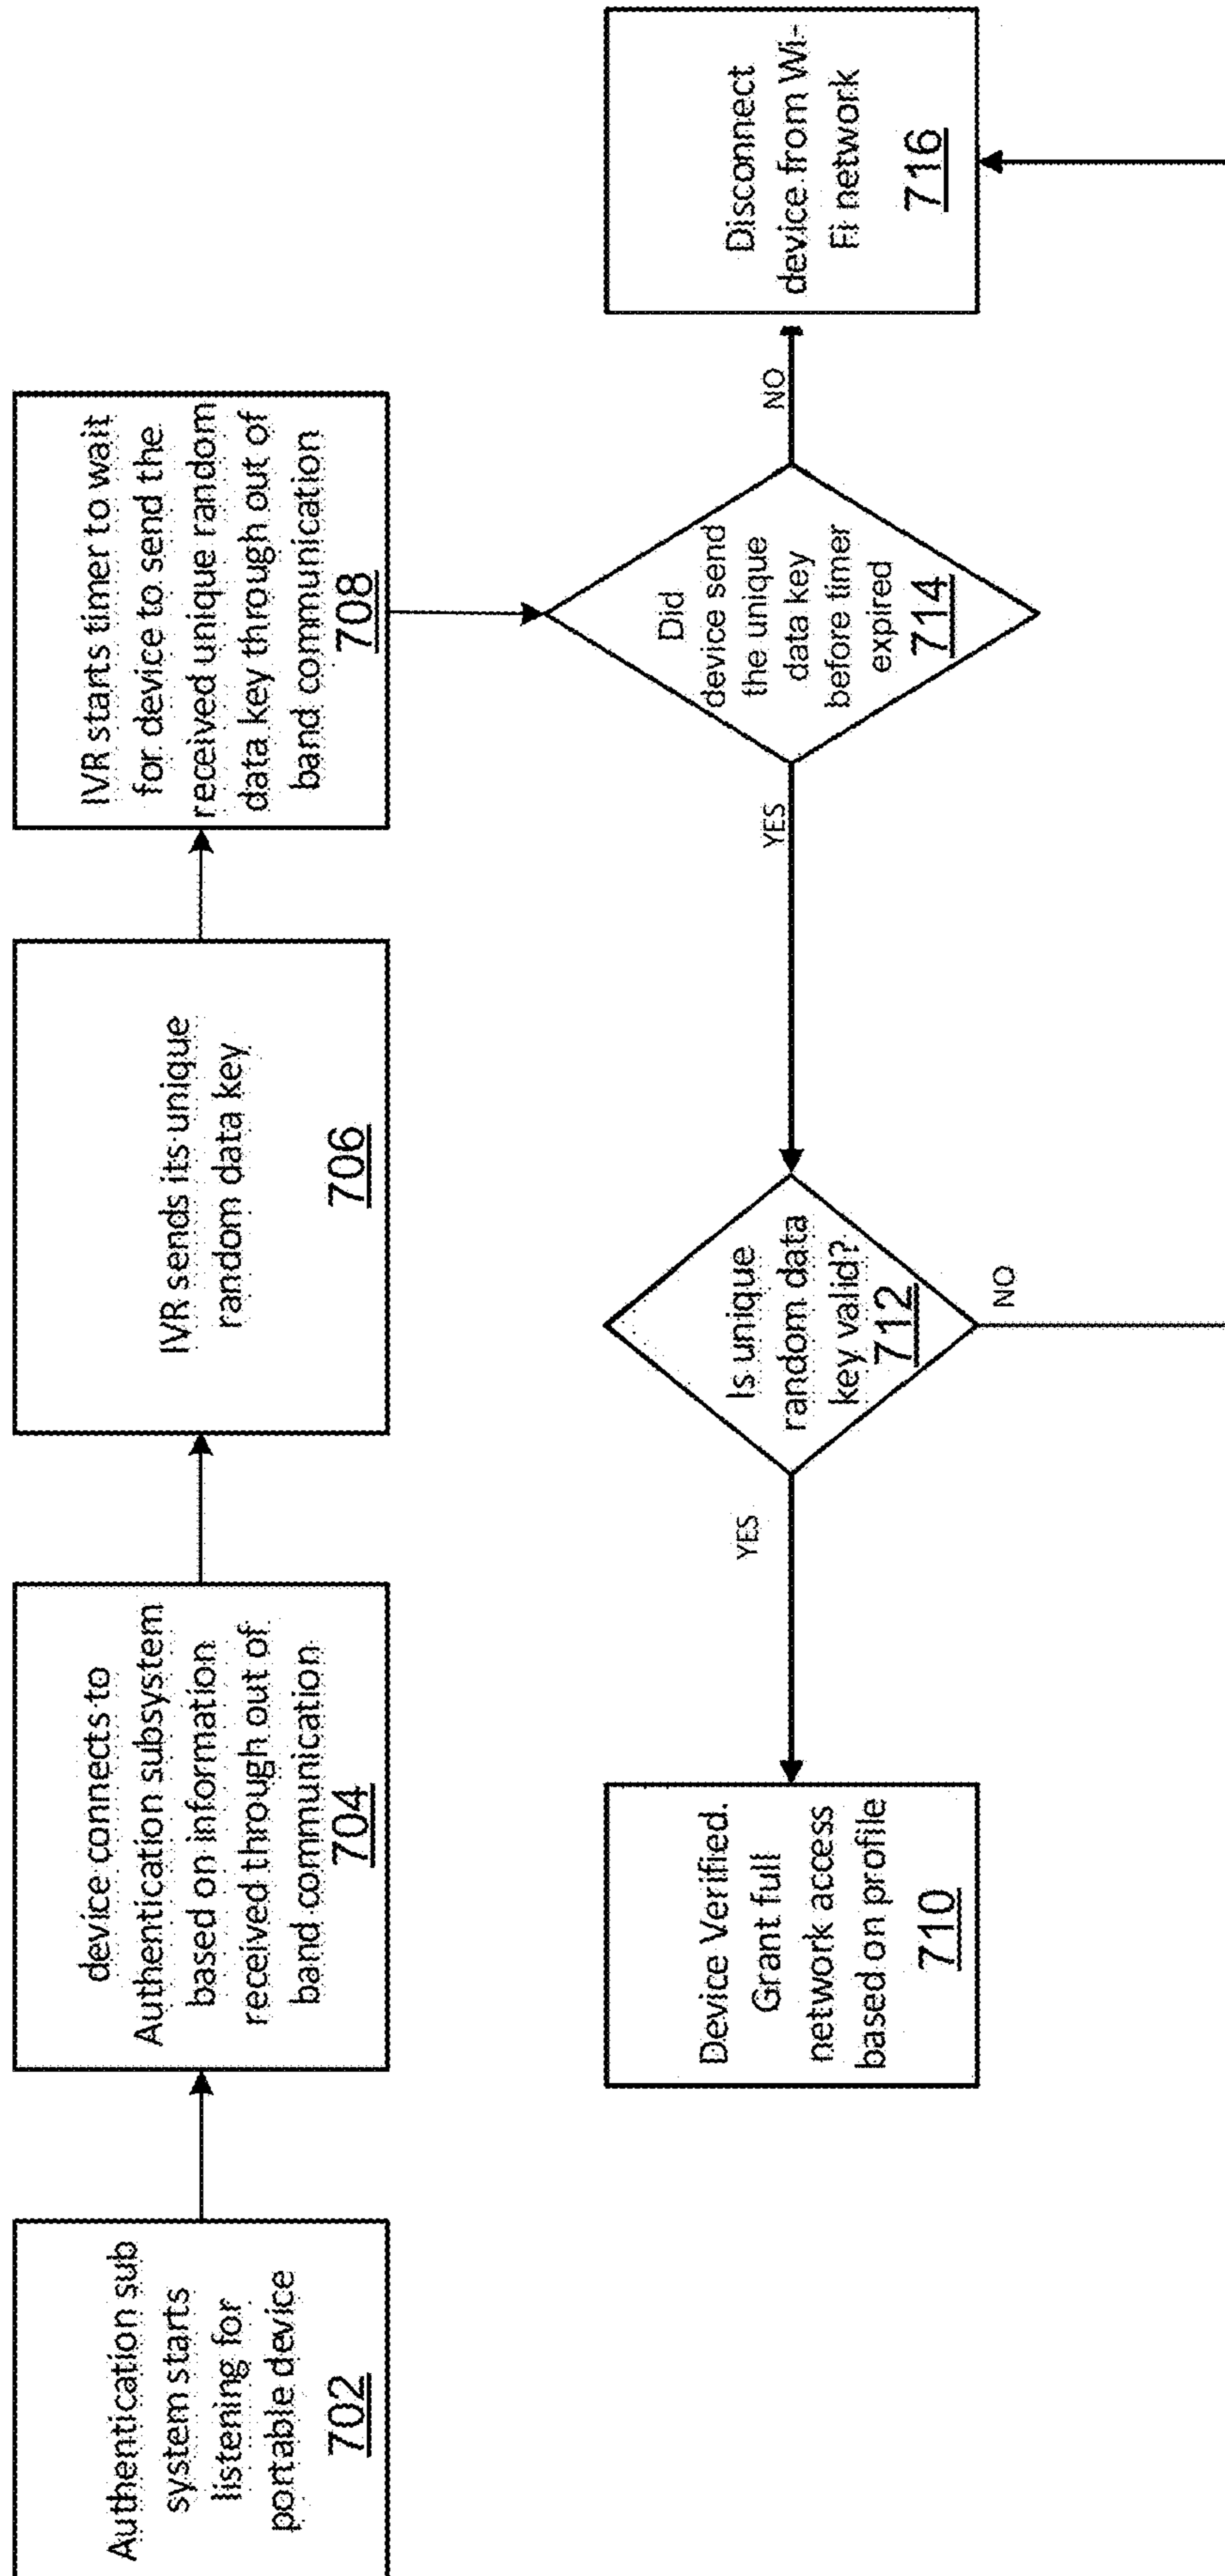 Authentication sub
system starts
listening for
portable device
702
device connects to
Authentication subsystem
based on information
received through out of
band communication
704
IVR sends its unique
random data key
706
IVR starts timer to wait
for device to send the
received unique random
data key through out of
band communication
708
Did
device send
the unique
data key
before timer
expired
714
NO
Disconnect
device from Wi-
Fi network
716
YES
Is unique
random data
key valid?
712
NO
YES
Device Verified.
Grant full
network access
based on profile
710